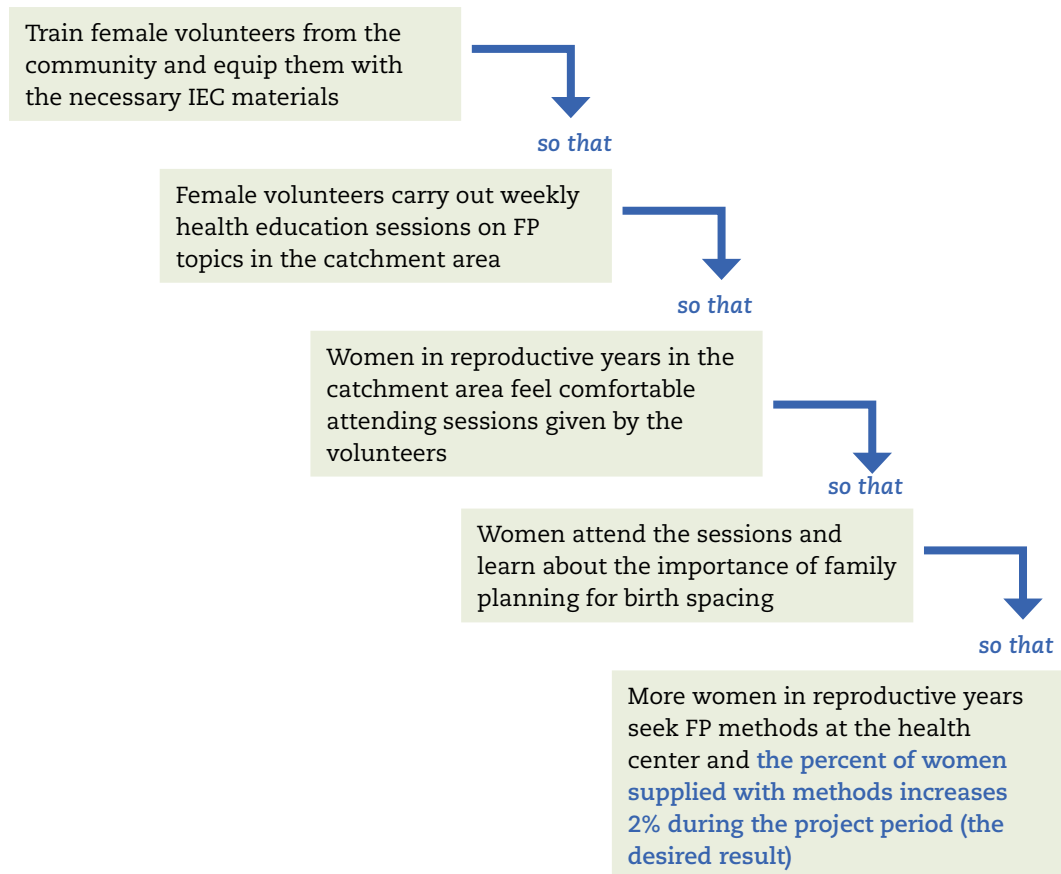 Train female volunteers from the
community and equip them with
the necessary IEC materials
so that
Female volunteers carry out weekly
health education sessions on FP
topics in the catchment area
so that
Women in reproductive years in the
catchment area feel comfortable
attending sessions given by the
volunteers
so that
Women attend the sessions and
learn about the importance of family
planning for birth spacing
so that
More women in reproductive years
seek FP methods at the health
center and the percent of women
supplied with methods increases
2% during the project period (the
desired result)